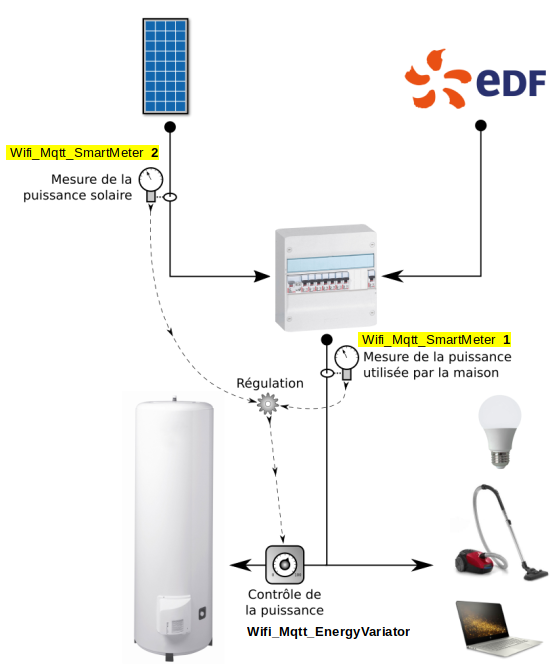 eDF
Wifi_Mqtt_SmartMeter 2
Mesure de la
puissance solaire
Wifi_Mqtt_SmartMeter 1
Mesure de la puissance
utilisée par la maison
Régulation
Contrôle de
la puissance
Wifi_Mqtt_EnergyVariator